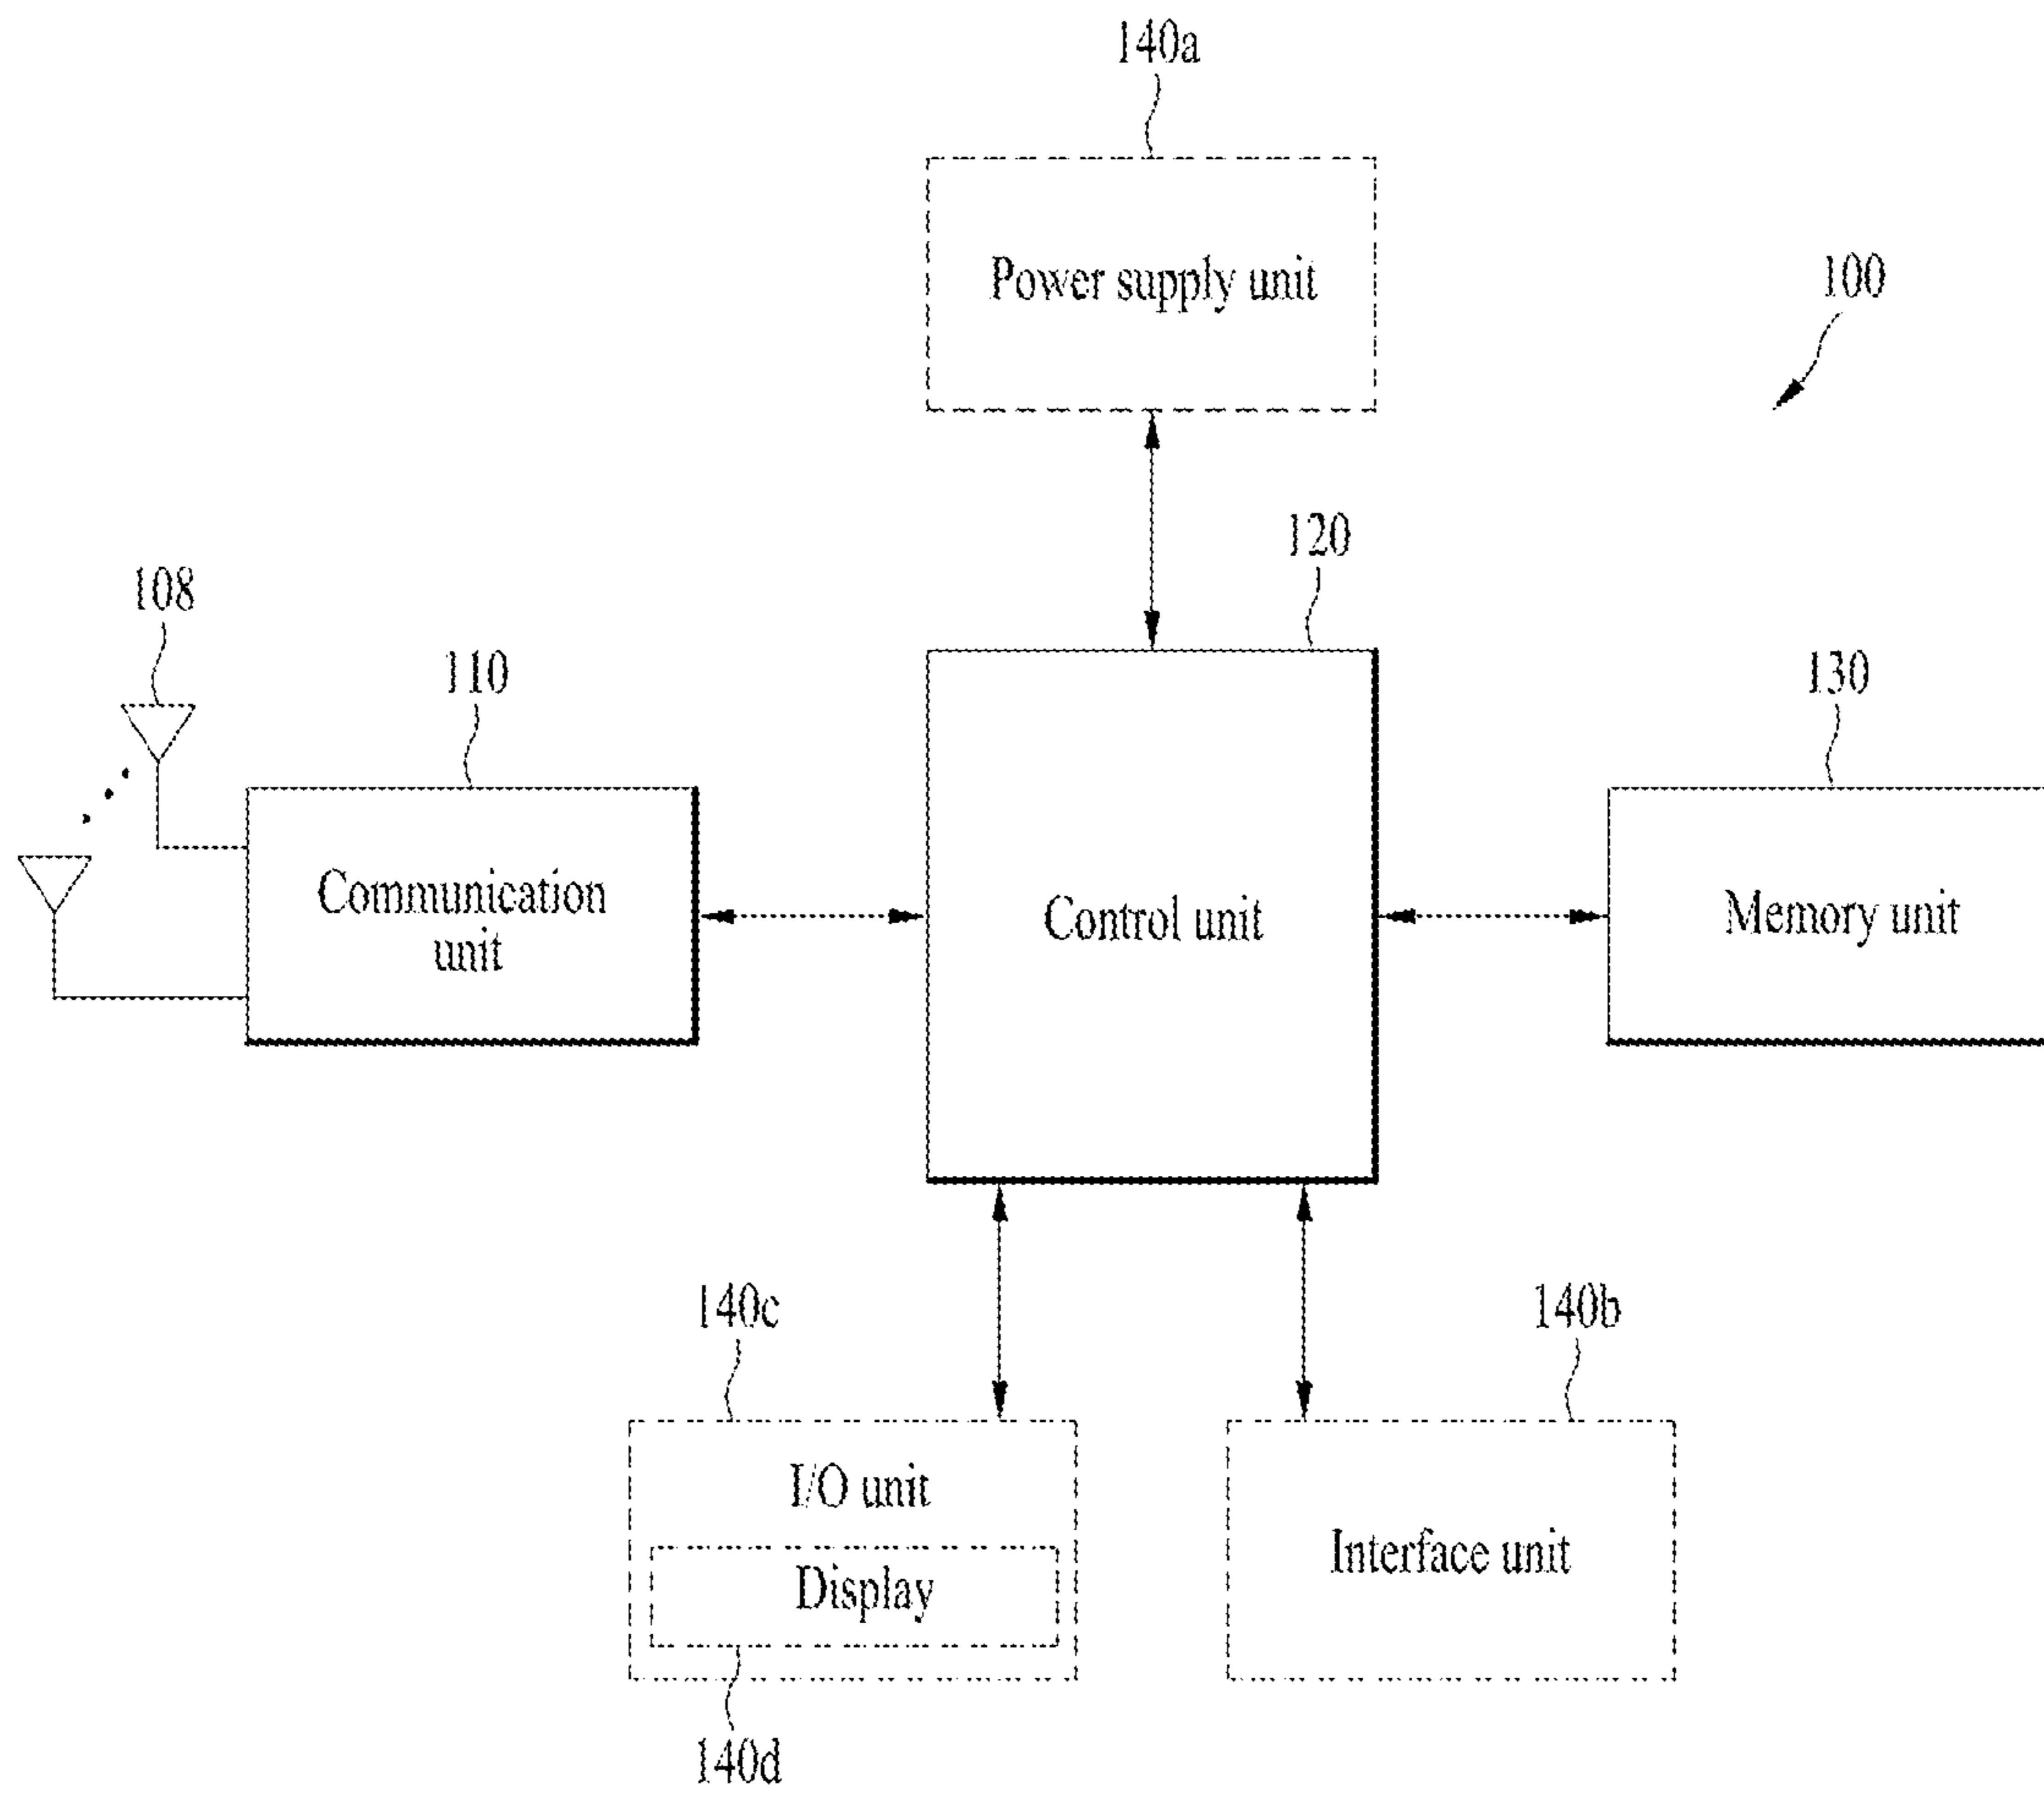 140a
Power supply unit
100
120
108
110
130
Communication
unit
Control unit
Memory unit
140c
140b
I/O unit
Interface unit
Display
140d